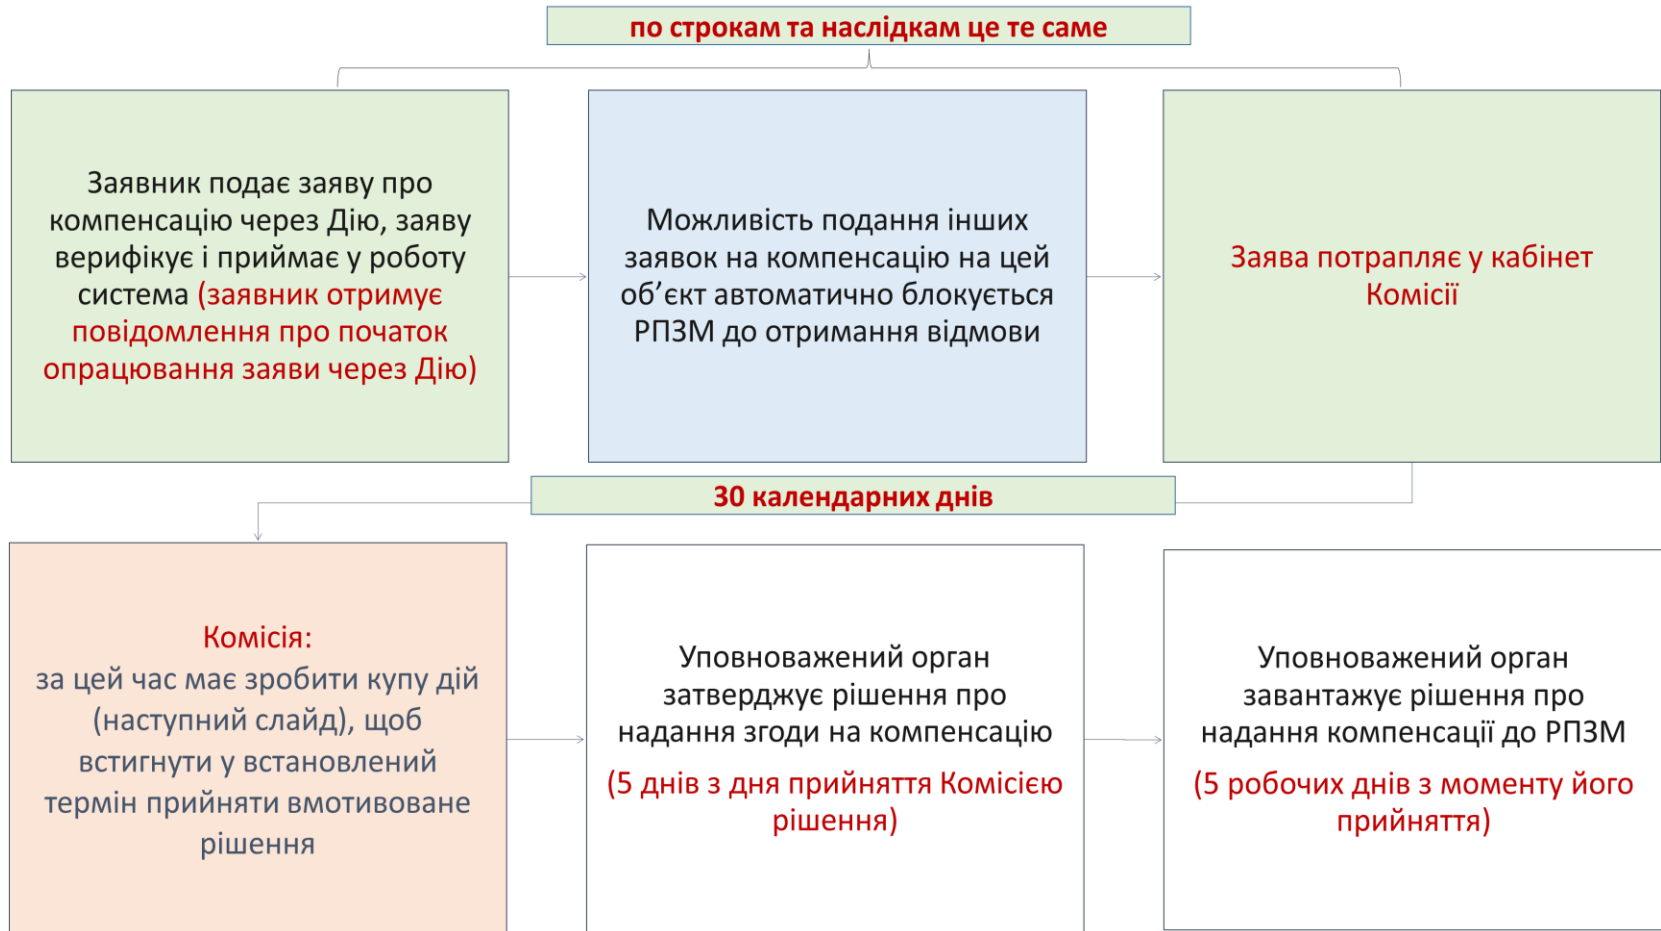 по строкам та наслідкам це те саме
Заявник подає заяву про
компенсацію через Дію, заяву
верифікує і приймає у роботу
система (заявник отримує
повідомлення про початок
опрацювання заяви через Дію)
Можливість подання інших
заявок на компенсацію на цей
об’єкт автоматично блокується
РПЗМ до отримання відмови
Заява потрапляє у кабінет
Комісії
30 календарних днів
Комісія:
за цей час має зробити купу дій
(наступний слайд), щоб
встигнути у встановлений
термін прийняти вмотивоване
рішення
Уповноважений орган
затверджує рішення про
надання згоди на компенсацію
(5 днів з дня прийняття Комісією
рішення)
Уповноважений орган
завантажує рішення про
надання компенсації до РПЗМ
(5 робочих днів з моменту його
прийняття)